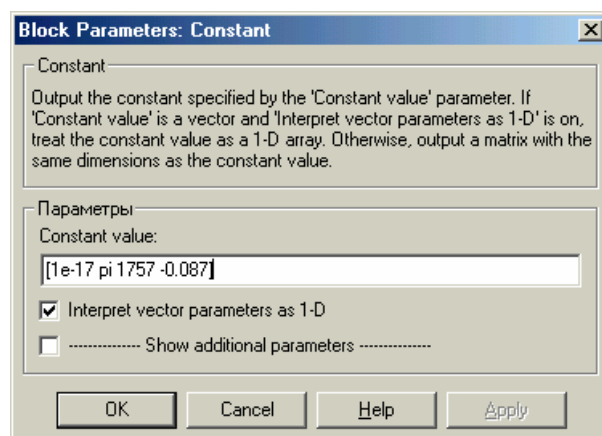 Block Parameters: Constant
Constant
Output the constant specified by the 'Constant value' parameter. If
'Constant value' is a vector and 'Interpret vector parameters as 1-D' is on,
treat the constant value as a 1-D array. Otherwise, output a matrix with the
same dimensions as the constant value.
Параметры
Constant value:
[1e-17 pi 1757 -0.087]
Interpret vector parameters as 1-D
-------------- Show additional parameters --------------
OK Cancel Help Apply